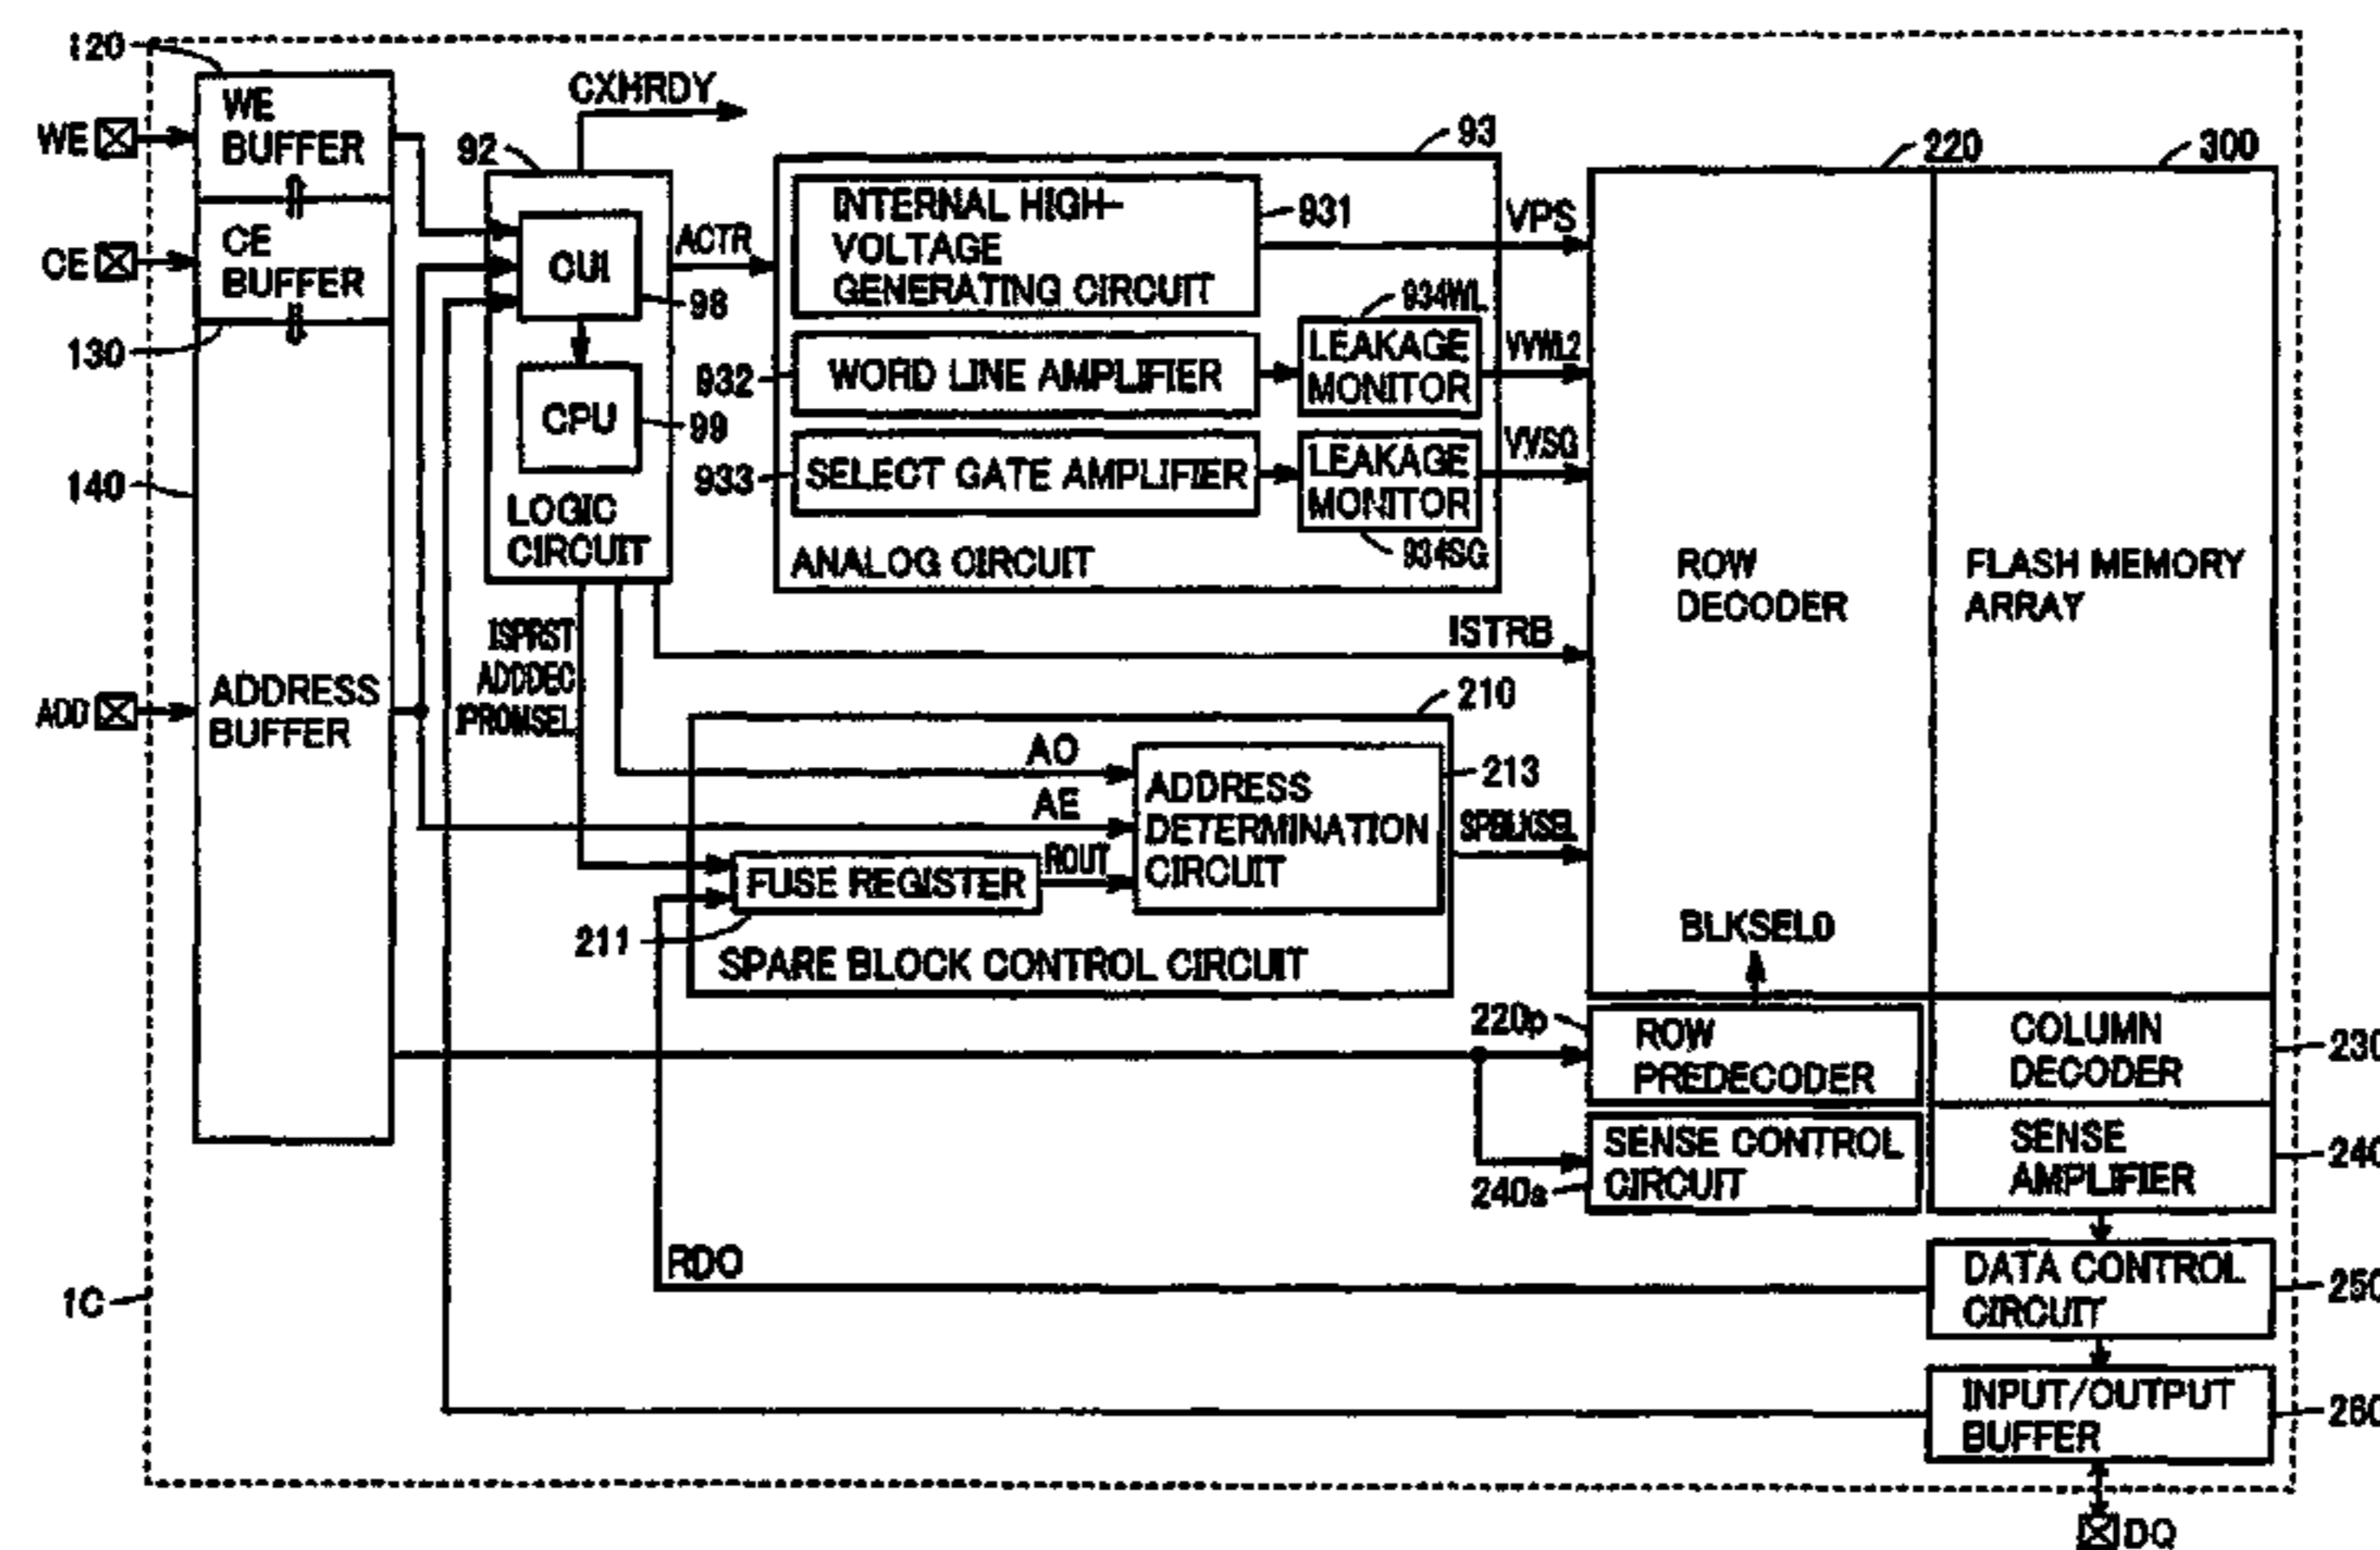 120
WE
BUFFER
WE
CE
BUFFER
CE
130
140
ADDRESS
BUFFER
ADD
1C
CXHRDY
92
CUI
98
CPU
99
LOGIC
CIRCUIT
ACTR
93
INTERNAL HIGH-
VOLTAGE
GENERATING CIRCUIT
931
932
WORD LINE AMPLIFIER
934WL
LEAKAGE
MONITOR
933
SELECT GATE AMPLIFIER
LEAKAGE
MONITOR
934SG
ANALOG CIRCUIT
VPS
VVWL2
VVSG
220
300
ROW
DECODER
FLASH MEMORY
ARRAY
ISPRST
ADDDEC
IPROMSEL
ISTRB
210
AO
AE
213
ADDRESS
DETERMINATION
CIRCUIT
FUSE REGISTER
ROUT
211
SPARE BLOCK CONTROL CIRCUIT
SPBLKSEL
BLKSEL0
220p
ROW
PREDECODER
COLUMN
DECODER
230
SENSE CONTROL
CIRCUIT
240s
SENSE
AMPLIFIER
240
RDO
DATA CONTROL
CIRCUIT
250
INPUT/OUTPUT
BUFFER
260
DQ